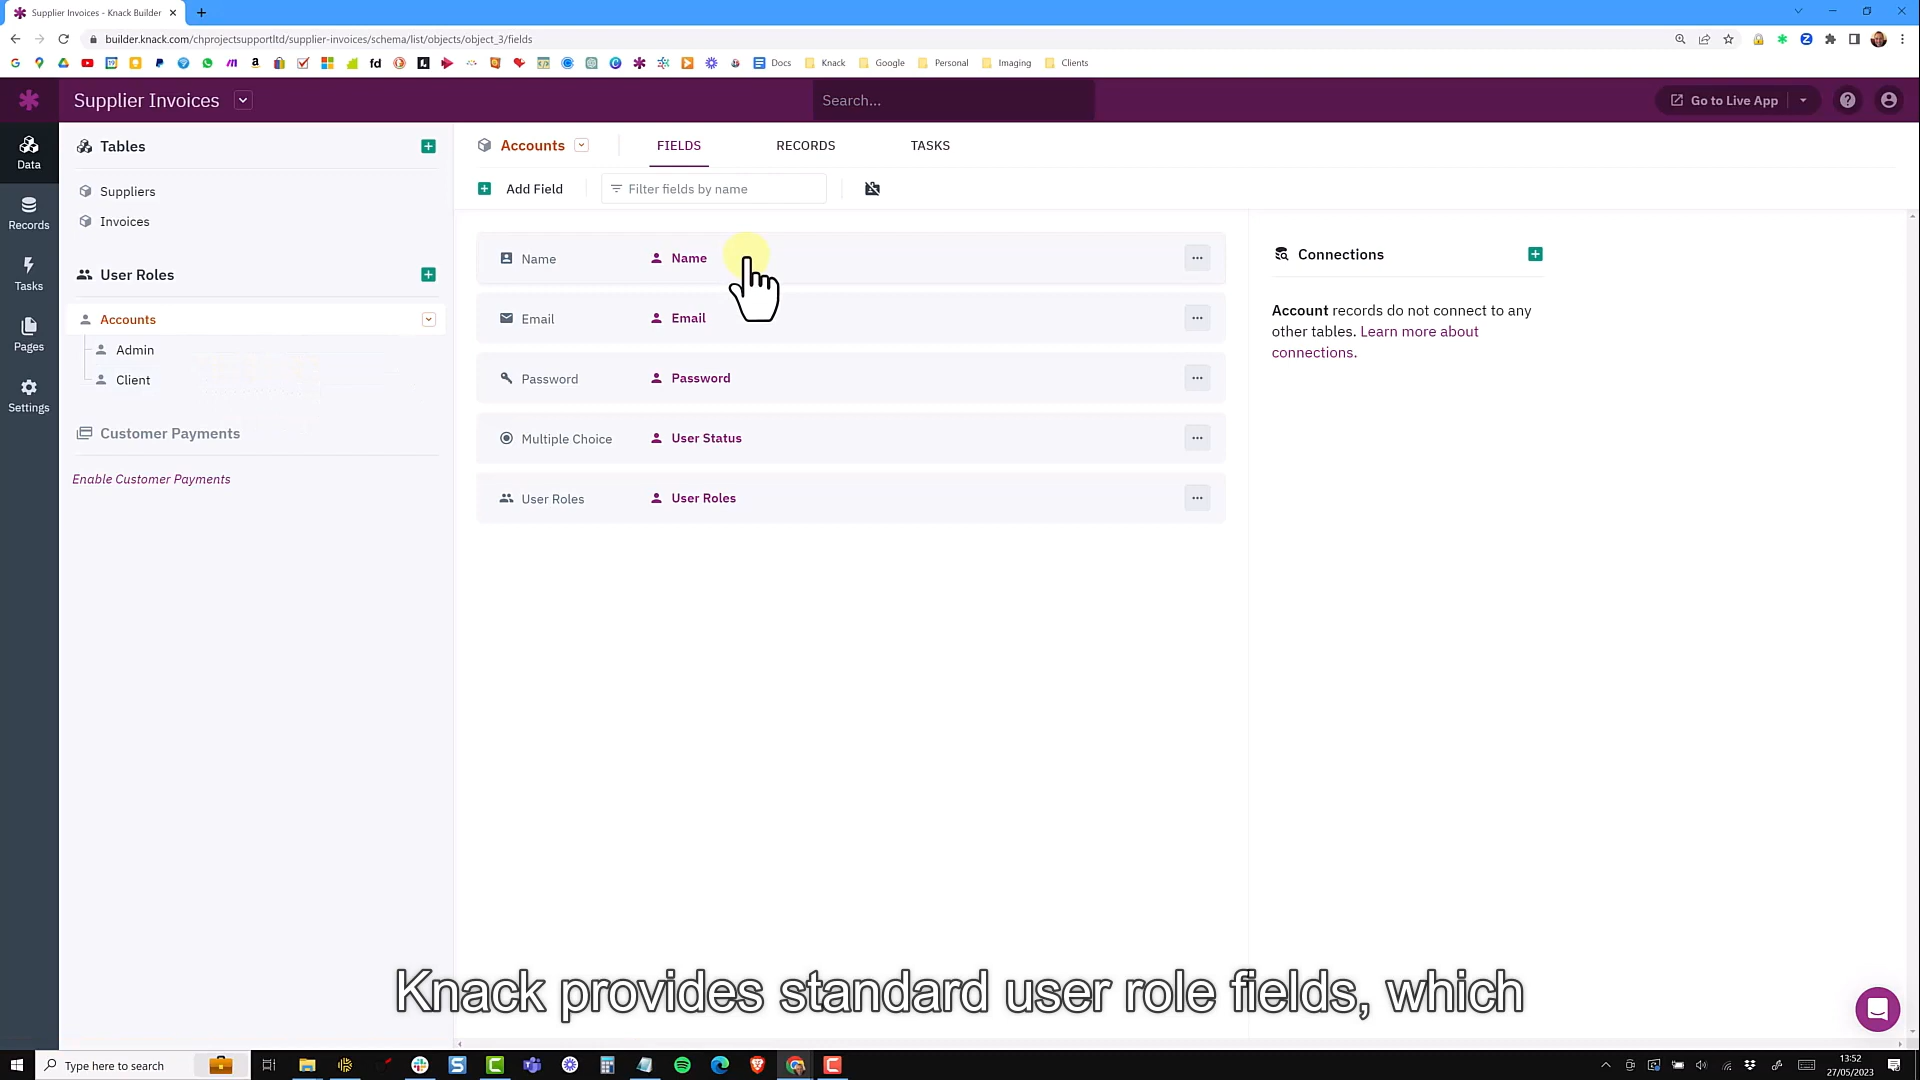 Supplier Invoices - Knack Builder
builder.knack.com/chprojectsupportltd/supplier-invoices/schema/list/objects/object_3/fields
Docs
Knack
Google
Personal
Imaging
Clients
Supplier Invoices
Search...
Go to Live App
Data
Records
Tasks
Pages
Settings
Tables
Suppliers
Invoices
User Roles
Accounts
Admin
Client
Customer Payments
Enable Customer Payments
Accounts
FIELDS
RECORDS
TASKS
Add Field
Filter fields by name
Name Name
Email Email
Password Password
Multiple Choice User Status
User Roles User Roles
Connections
Account records do not connect to any
other tables. Learn more about
connections.
Knack provides standard user role fields, which
Type here to search
13:52
27/05/2023